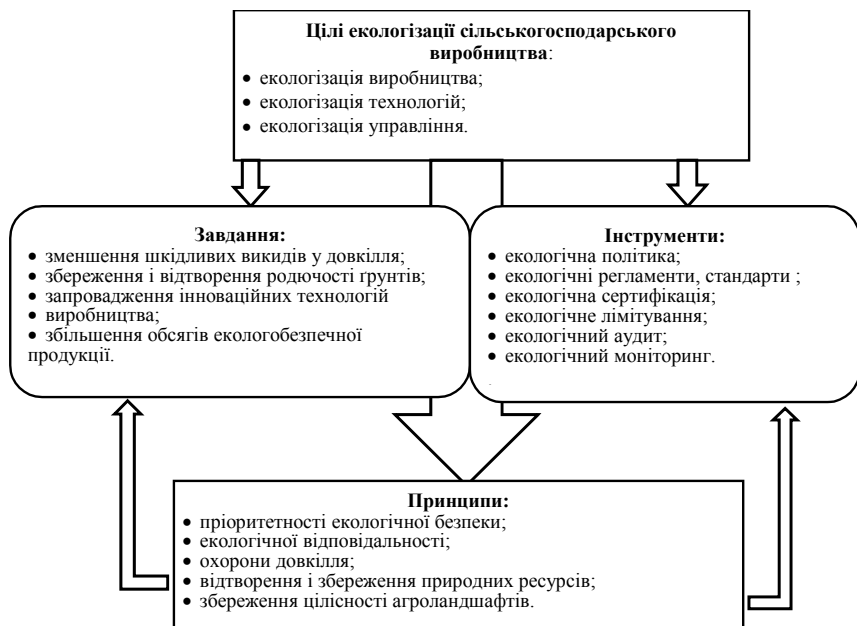 Цілі екологізації сільськогосподарського
виробництва:
• екологізація виробництва;
• екологізація технологій;
• екологізація управління.
Завдання:
• зменшення шкідливих викидів у довкілля;
• збереження і відтворення родючості ґрунтів;
• запровадження інноваційних технологій
• виробництва;
• збільшення обсягів екологобезпечної
продукції.
Інструменти:
• екологічна політика;
• екологічні регламенти, стандарти ;
• екологічна сертифікація;
• екологічне лімітування;
• екологічний аудит;
• екологічний моніторинг.
.
Принципи:
• пріоритетності екологічної безпеки;
• екологічної відповідальності;
• охорони довкілля;
• відтворення і збереження природних ресурсів;
• збереження цілісності агроландшафтів.